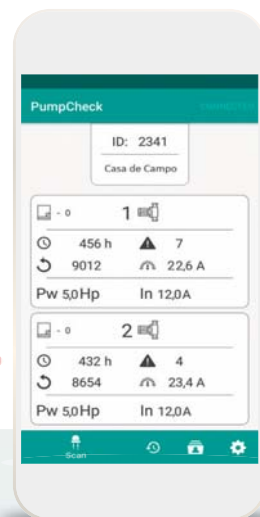 PumpCheck CONNECTED
ID: 2341
Casa de Campo
- 0 1
456 h 7
9012 22,6 A
Pw 5,0Hp In 12,0A
- 0 2
432 h 4
8654 23,4 A
Pw 5,0Hp In 12,0A
Scan